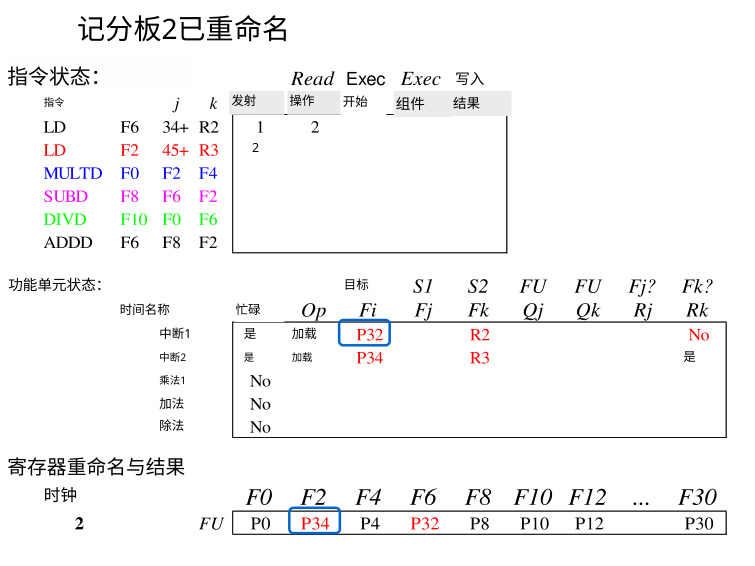 记分板2已重命名
指令状态：
Read Exec Exec 写入
指令 j k 发射 操作 开始 组件 结果
LD F6 34+ R2 1 2
LD F2 45+ R3 2
MULTD F0 F2 F4
SUBD F8 F6 F2
DIVD F10 F0 F6
ADDD F6 F8 F2
功能单元状态： 目标 S1 S2 FU FU Fj? Fk?
时间名称 忙碌 Op Fi Fj Fk Qj Qk Rj Rk
中断1 是 加载 P32 R2 No
中断2 是 加载 P34 R3 是
乘法1 No
加法 No
除法 No
寄存器重命名与结果
时钟 F0 F2 F4 F6 F8 F10 F12 ... F30
2 FU P0 P34 P4 P32 P8 P10 P12 P30